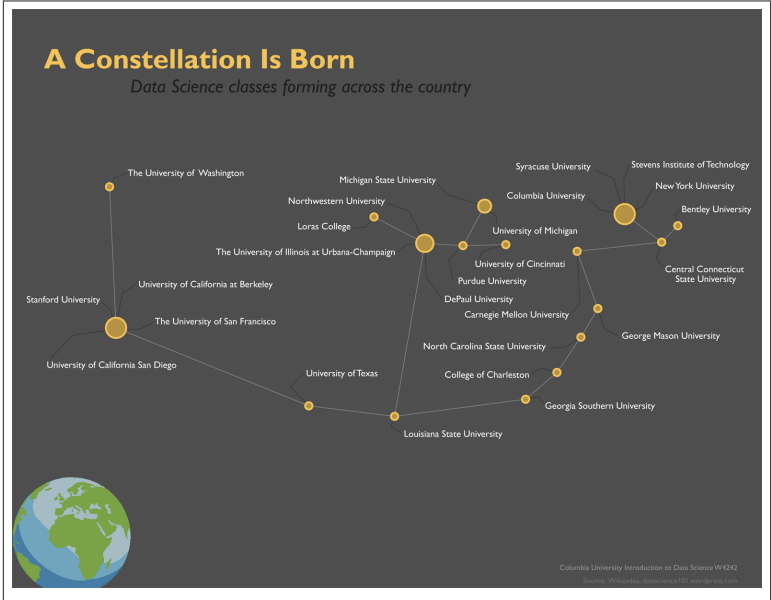 A Constellation Is Born
Data Science classes forming across the country
Syracuse University
Stevens Institute of Technology
The University of Washington
Michigan State University
New York University
Columbia University
Northwestern University
Bentley University
Loras College
University of Michigan
The University of Illinois at Urbana-Champaign
University of Cincinnati
Central Connecticut
State University
Purdue University
University of California at Berkeley
Stanford University
DePaul University
Carnegie Mellon University
The University of San Francisco
George Mason University
North Carolina State University
University of California San Diego
University of Texas
College of Charleston
Georgia Southern University
Louisiana State University
Columbia University Introduction to Data Science W4242
Source: Wikipedia, datascience101.wordpress.com